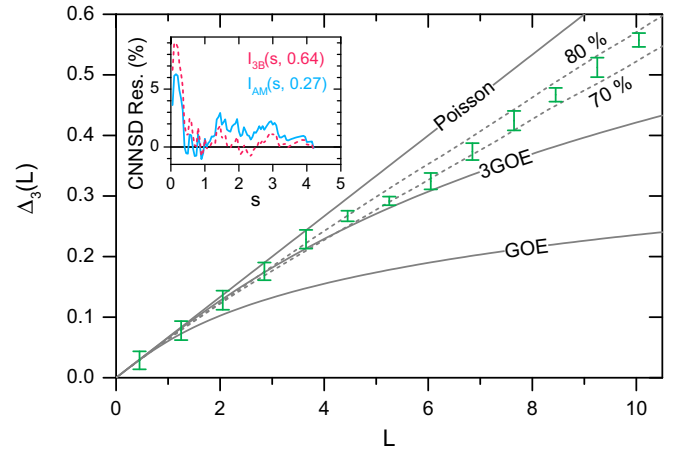 0.6
0.5
0.4
0.3
0.2
0.1
0.0
Δ₃(L)
0
2
4
6
8
10
L
Poisson
80 %
70 %
3GOE
GOE
CNNSD Res. (%)
5
0
0
1
2
3
4
5
s
I₃B(s, 0.64)
I_AM(s, 0.27)